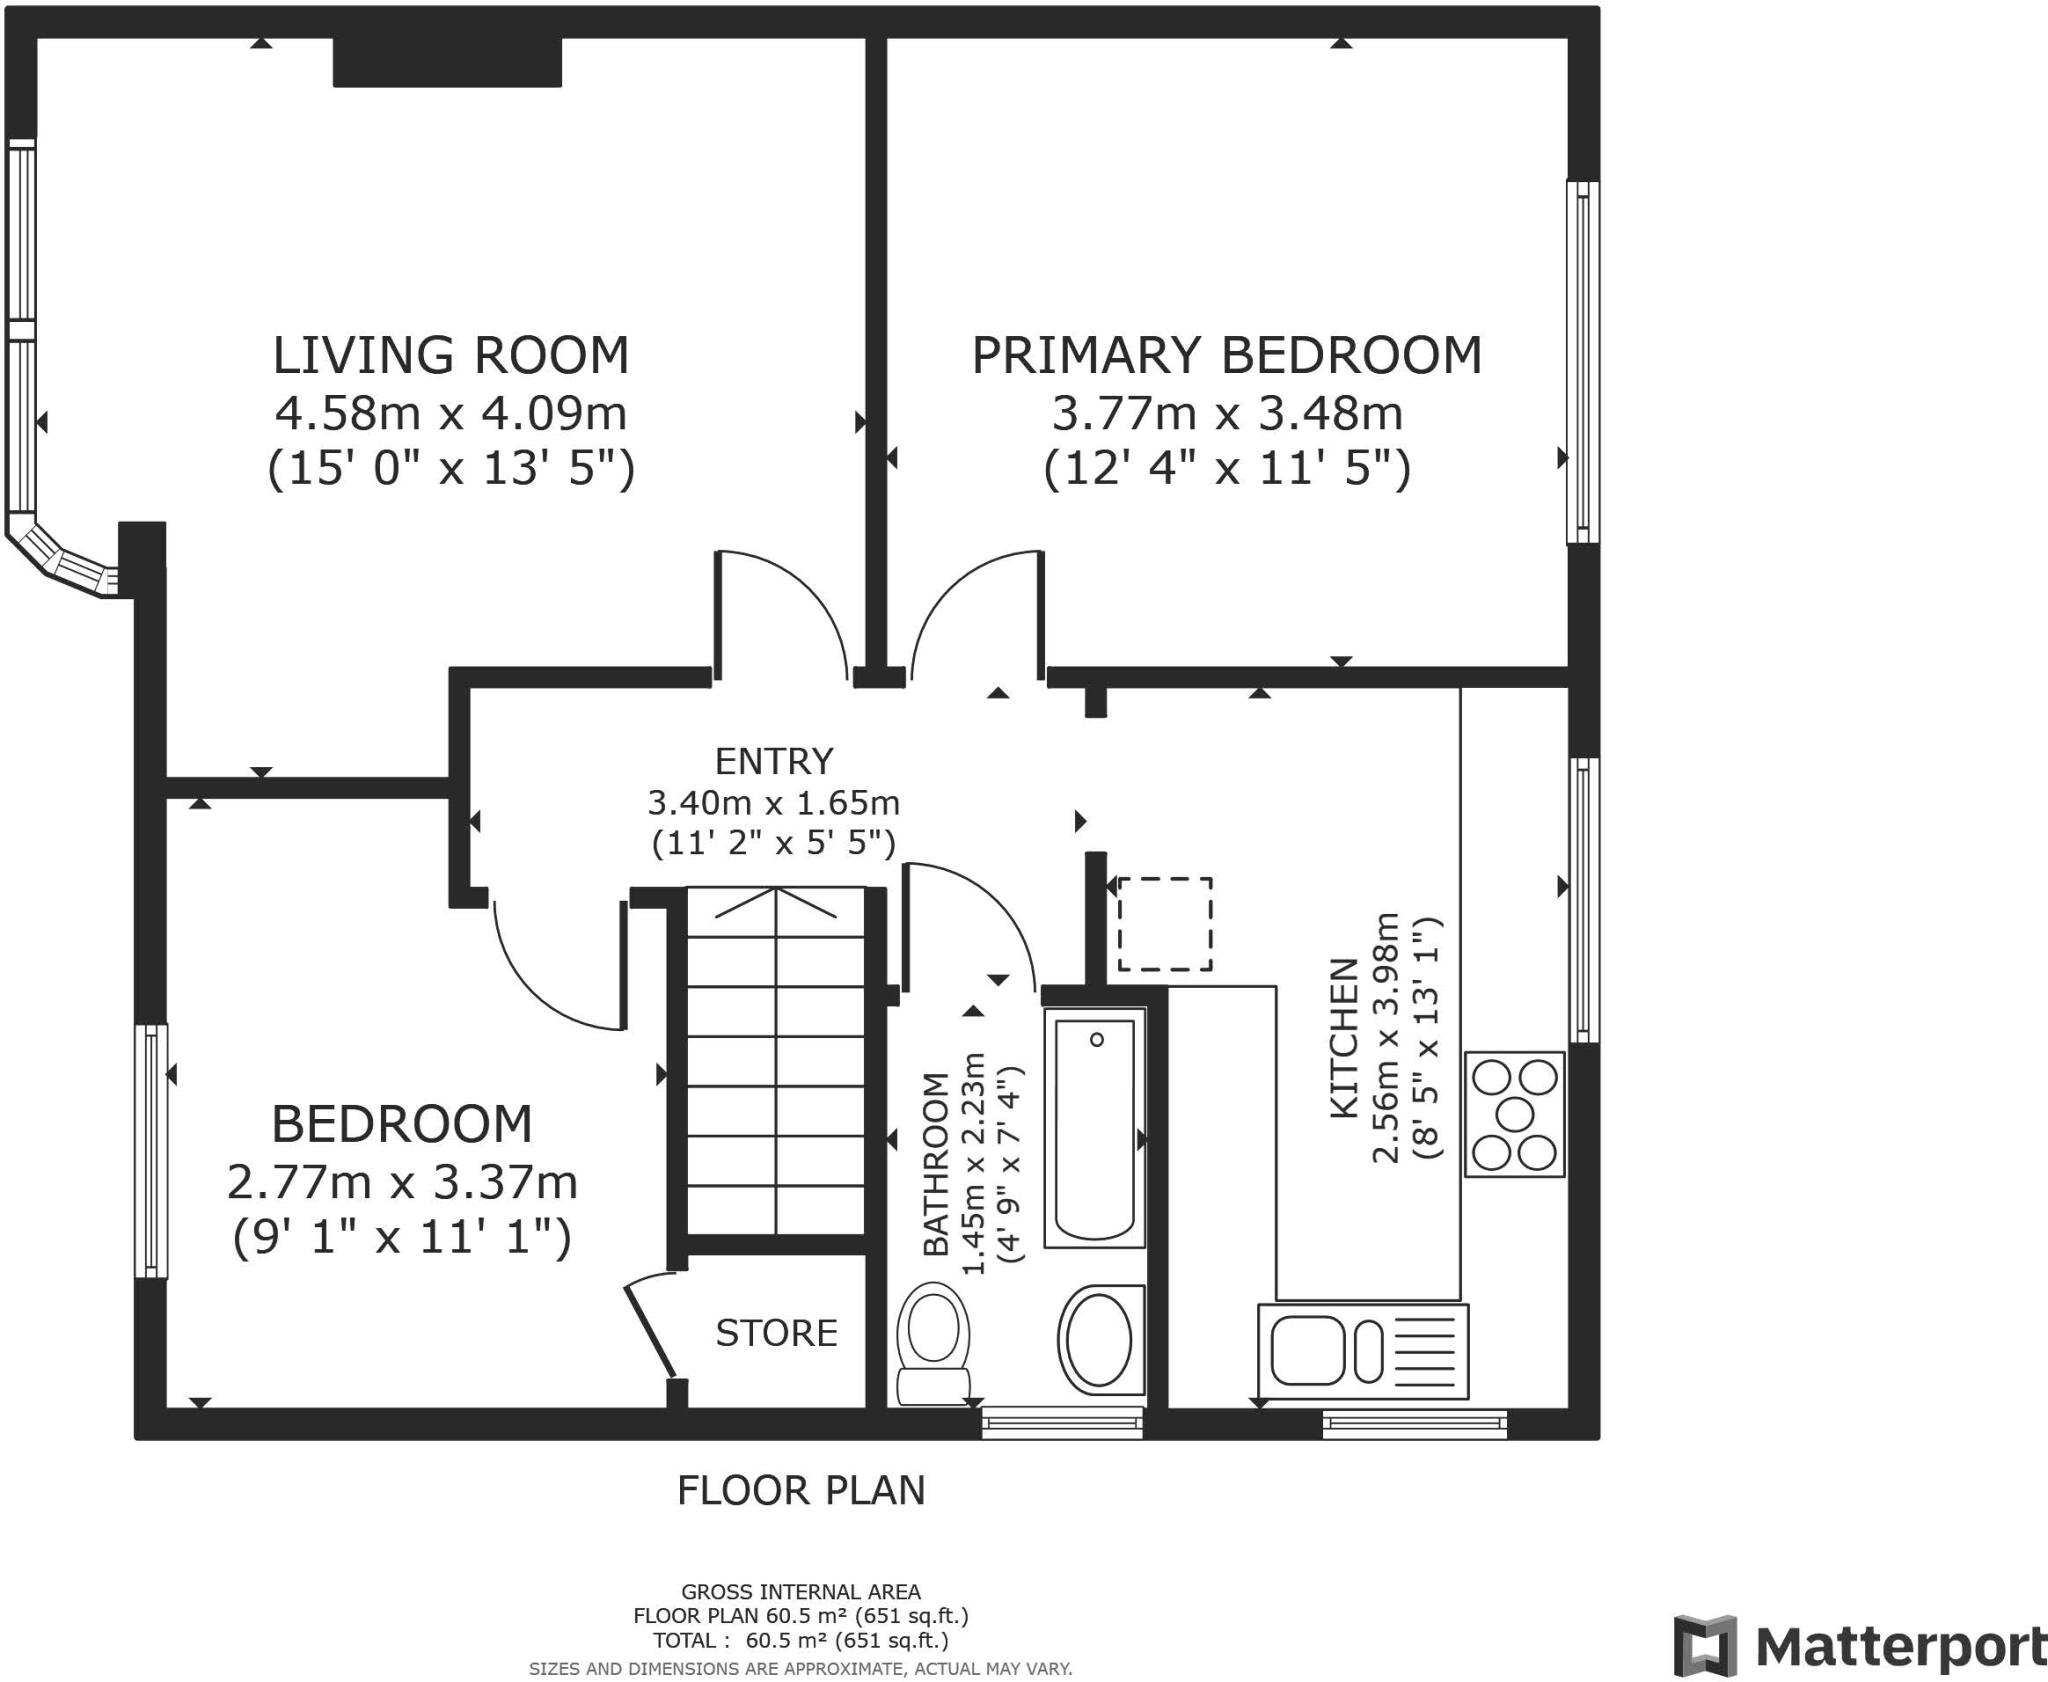 LIVING ROOM
4.58m x 4.09m
(15' 0" x 13' 5")
PRIMARY BEDROOM
3.77m x 3.48m
(12' 4" x 11' 5")
ENTRY
3.40m x 1.65m
(11' 2" x 5' 5")
BEDROOM
2.77m x 3.37m
(9' 1" x 11' 1")
STORE
BATHROOM
1.45m x 2.23m
(4' 9" x 7' 4")
KITCHEN
2.56m x 3.98m
(8' 5" x 13' 1")
FLOOR PLAN
GROSS INTERNAL AREA
FLOOR PLAN 60.5 m² (651 sq.ft.)
TOTAL : 60.5 m² (651 sq.ft.)
SIZES AND DIMENSIONS ARE APPROXIMATE, ACTUAL MAY VARY.
Matterport